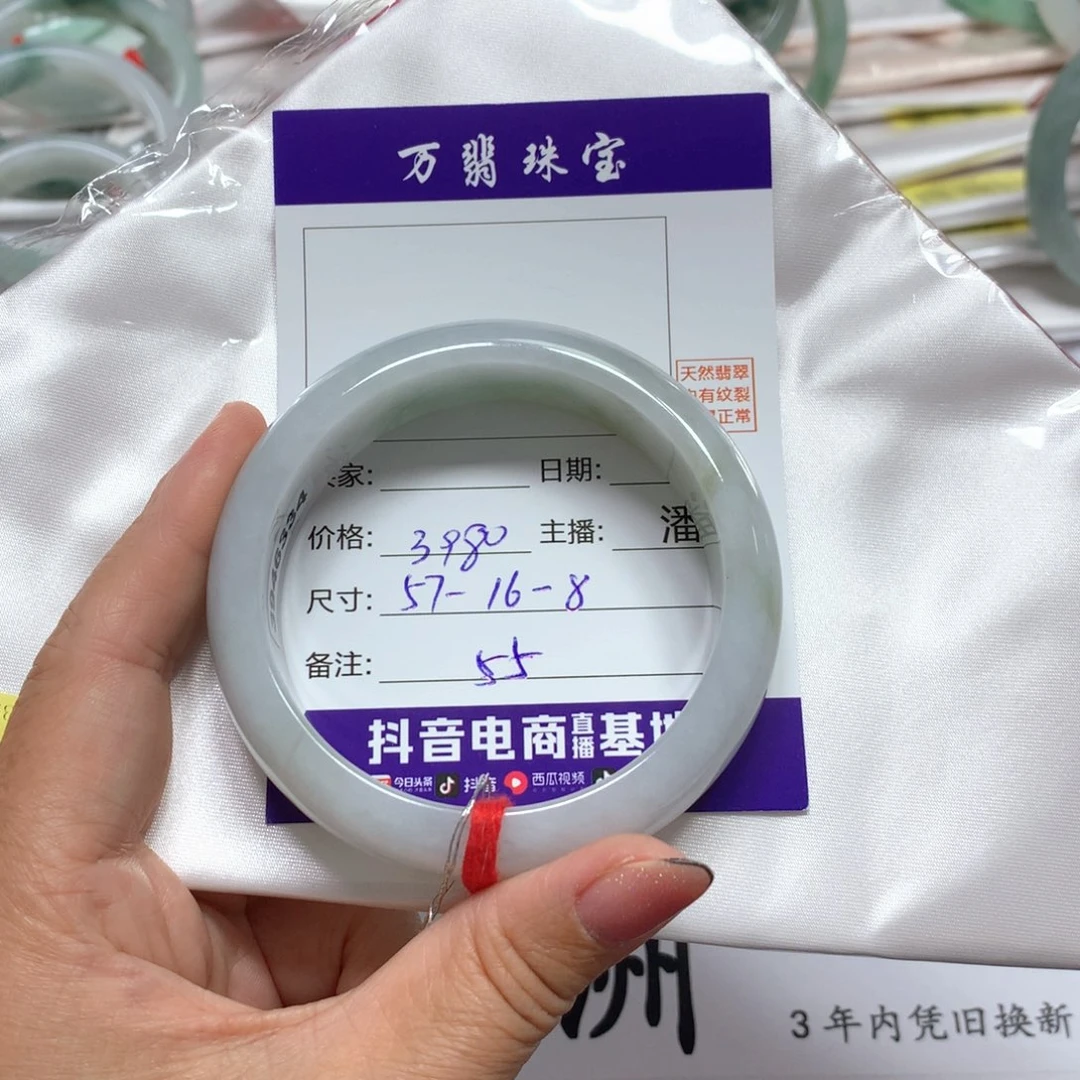 万翡珠宝
天然翡翠
有纹裂
正常
家: 日期:
价格: 3980 主播: 潘
尺寸: 57-16-8
备注: 55
抖音电商直播基地
今日头条 抖音 西瓜视频
州
3年内凭旧换新